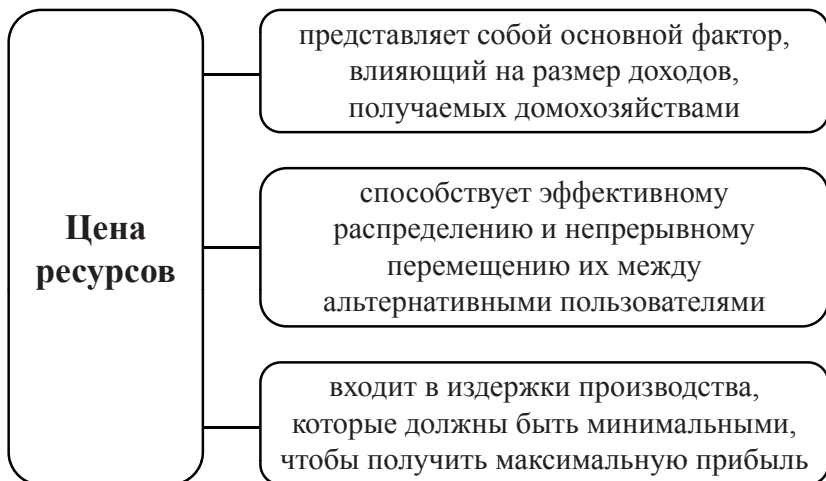 Цена
ресурсов
представляет собой основной фактор,
влияющий на размер доходов,
получаемых домохозяйствами
способствует эффективному
распределению и непрерывному
перемещению их между
альтернативными пользователями
входит в издержки производства,
которые должны быть минимальными,
чтобы получить максимальную прибыль